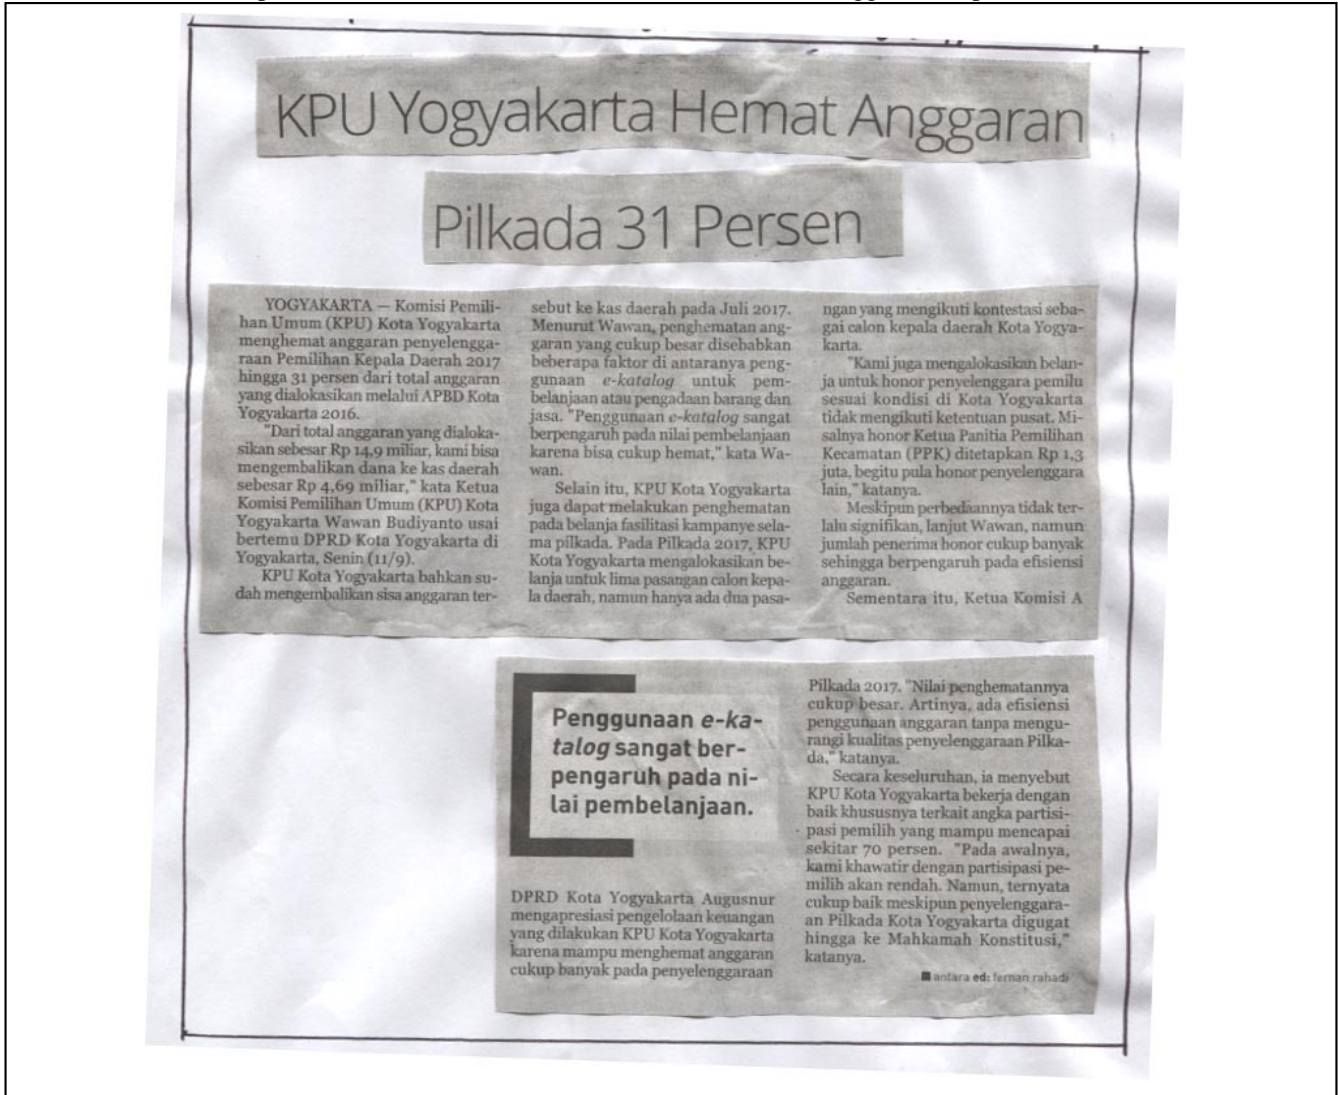 KPU Yogyakarta Hemat Anggaran
Pilkada 31 Persen
YOGYAKARTA — Komisi Pemili-
han Umum (KPU) Kota Yogyakarta
menghemat anggaran penyelengga-
raan Pemilihan Kepala Daerah 2017
hingga 31 persen dari total anggaran
yang dialokasikan melalui APBD Kota
Yogyakarta 2016.
"Dari total anggaran yang dialoka-
sikan sebesar Rp 14,9 miliar, kami bisa
mengembalikan dana ke kas daerah
sebesar Rp 4,69 miliar," kata Ketua
Komisi Pemilihan Umum (KPU) Kota
Yogyakarta Wawan Budiyanto usai
bertemu DPRD Kota Yogyakarta di
Yogyakarta, Senin (11/9).
KPU Kota Yogyakarta bahkan su-
dah mengembalikan sisa anggaran ter-
sebut ke kas daerah pada Juli 2017.
Menurut Wawan, penghematan ang-
garan yang cukup besar disebabkan
beberapa faktor di antaranya peng-
gunaan e-katalog untuk pem-
belanjaan atau pengadaan barang dan
jasa. "Penggunaan e-katalog sangat
berpengaruh pada nilai pembelanjaan
karena bisa cukup hemat," kata Wa-
wan.
Selain itu, KPU Kota Yogyakarta
juga dapat melakukan penghematan
pada belanja fasilitasi kampanye sela-
ma pilkada. Pada Pilkada 2017, KPU
Kota Yogyakarta mengalokasikan be-
lanja untuk lima pasangan calon kepa-
la daerah, namun hanya ada dua pasa-
ngan yang mengikuti kontestasi seba-
gai calon kepala daerah Kota Yogya-
karta.
"Kami juga mengalokasikan belan-
ja untuk honor penyelenggara pemilu
sesuai kondisi di Kota Yogyakarta
tidak mengikuti ketentuan pusat. Mi-
salnya honor Ketua Panitia Pemilihan
Kecamatan (PPK) ditetapkan Rp 1,3
juta, begitu pula honor penyelenggara
lain," katanya.
Meskipun perbedaannya tidak ter-
lalu signifikan, lanjut Wawan, namun
jumlah penerima honor cukup banyak
sehingga berpengaruh pada efisiensi
anggaran.
Sementara itu, Ketua Komisi A
Penggunaan e-ka-
talog sangat ber-
pengaruh pada ni-
lai pembelanjaan.
DPRD Kota Yogyakarta Augusnur
mengapresiasi pengelolaan keuangan
yang dilakukan KPU Kota Yogyakarta
karena mampu menghemat anggaran
cukup banyak pada penyelenggaraan
Pilkada 2017. "Nilai penghematannya
cukup besar. Artinya, ada efisiensi
penggunaan anggaran tanpa mengu-
rangi kualitas penyelenggaraan Pilka-
da," katanya.
Secara keseluruhan, ia menyebut
KPU Kota Yogyakarta bekerja dengan
baik khususnya terkait angka partisi-
pasi pemilih yang mampu mencapai
sekitar 70 persen. "Pada awalnya,
kami khawatir dengan partisipasi pe-
milih akan rendah. Namun, ternyata
cukup baik meskipun penyelenggara-
an Pilkada Kota Yogyakarta digugat
hingga ke Mahkamah Konstitusi,"
katanya.
■ antara ed: fernan rahadi